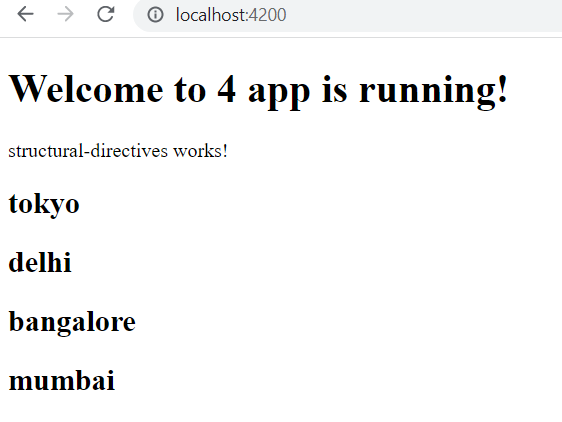 localhost:4200
Welcome to 4 app is running!
structural-directives works!
tokyo
delhi
bangalore
mumbai